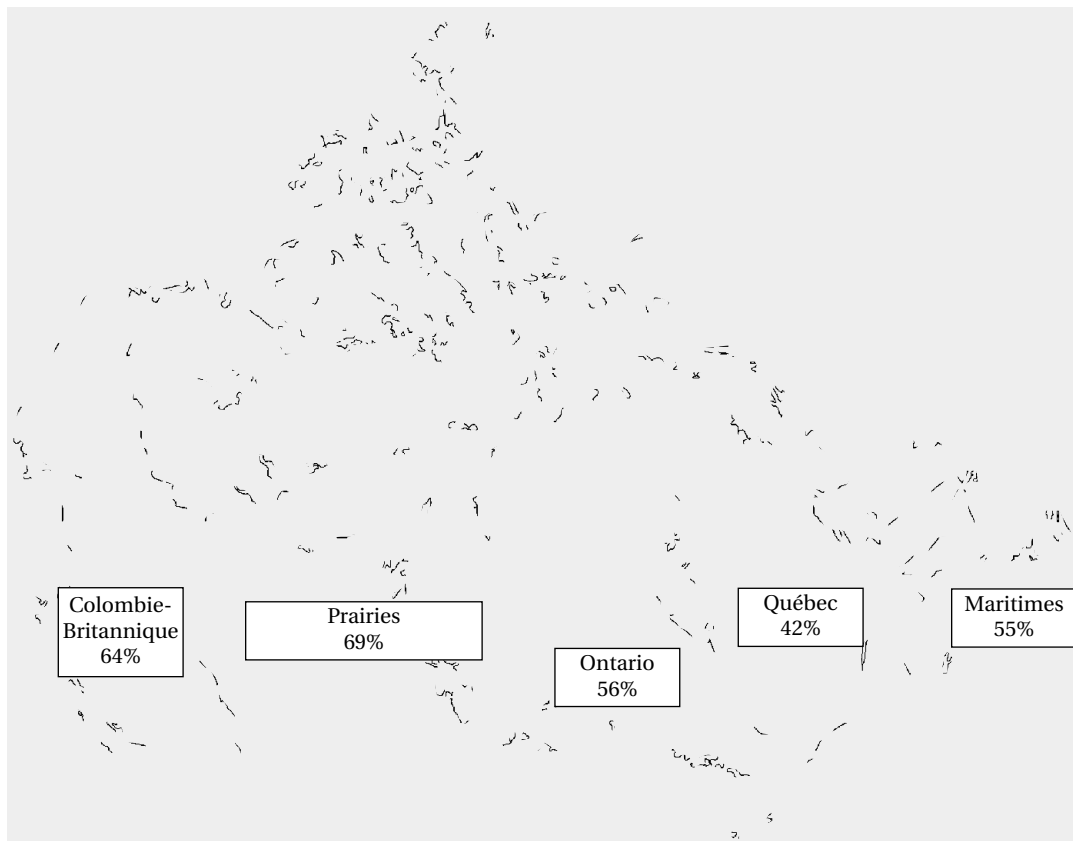 Colombie-
Britannique
64%
Prairies
69%
Ontario
56%
Québec
42%
Maritimes
55%